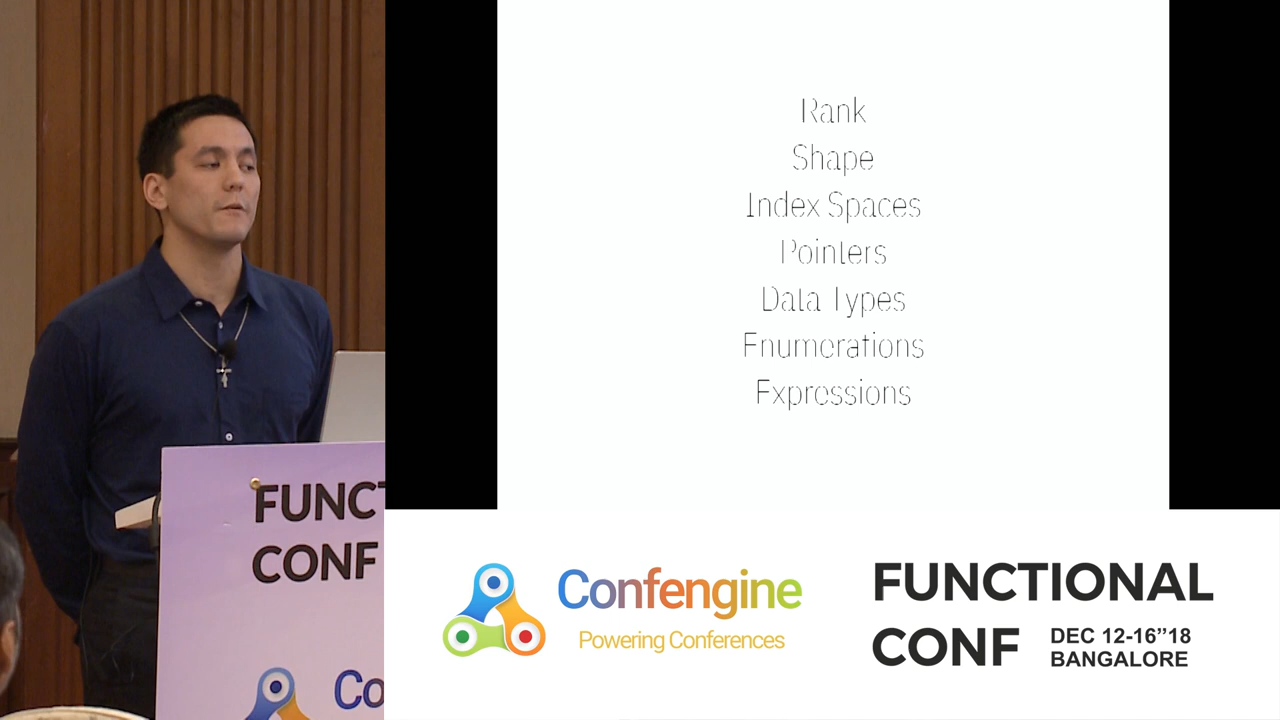 Rank
Shape
Index Spaces
Pointers
Data Types
Enumerations
Expressions
FUNCT
CONF
Co
Confengine
Powering Conferences
FUNCTIONAL
CONF
DEC 12-16”18
BANGALORE